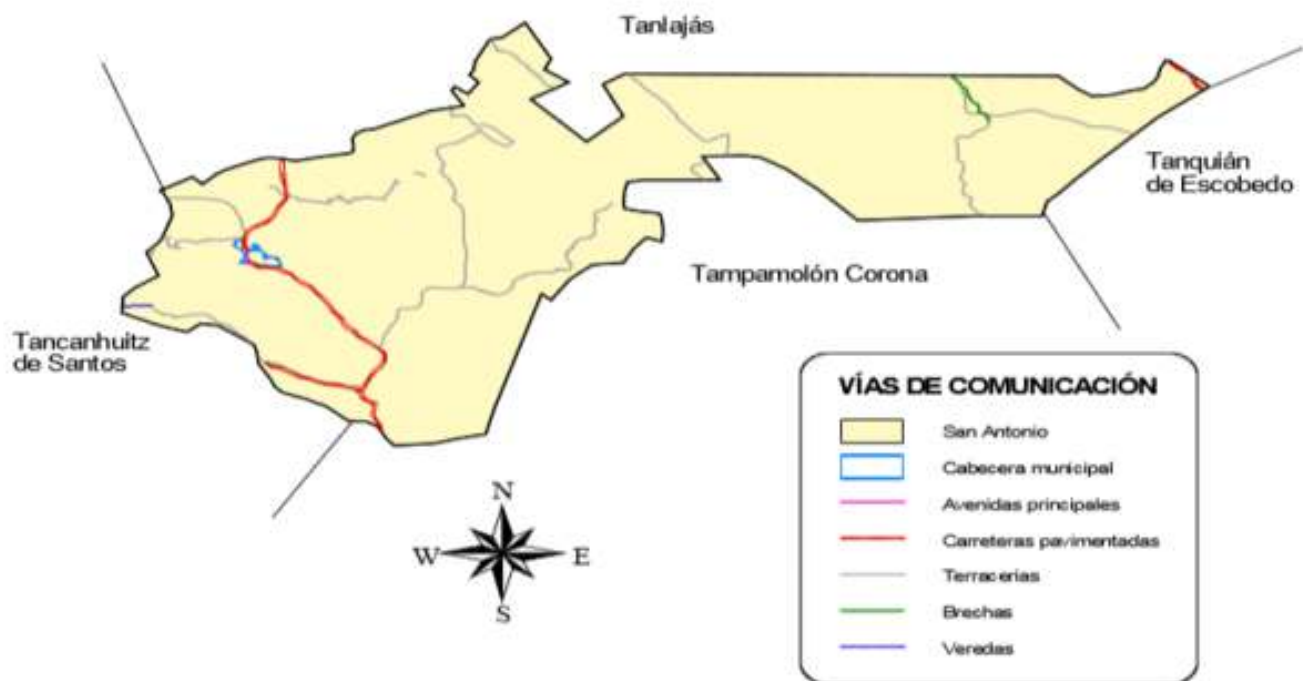 Tanlajás
Tanquián
de Escobedo
Tampamolón Corona
Tancanhuitz
de Santos
VÍAS DE COMUNICACIÓN
San Antonio
Cabecera municipal
Avenidas principales
Carreteras pavimentadas
Terracerías
Brechas
Veredas
N
W
E
S